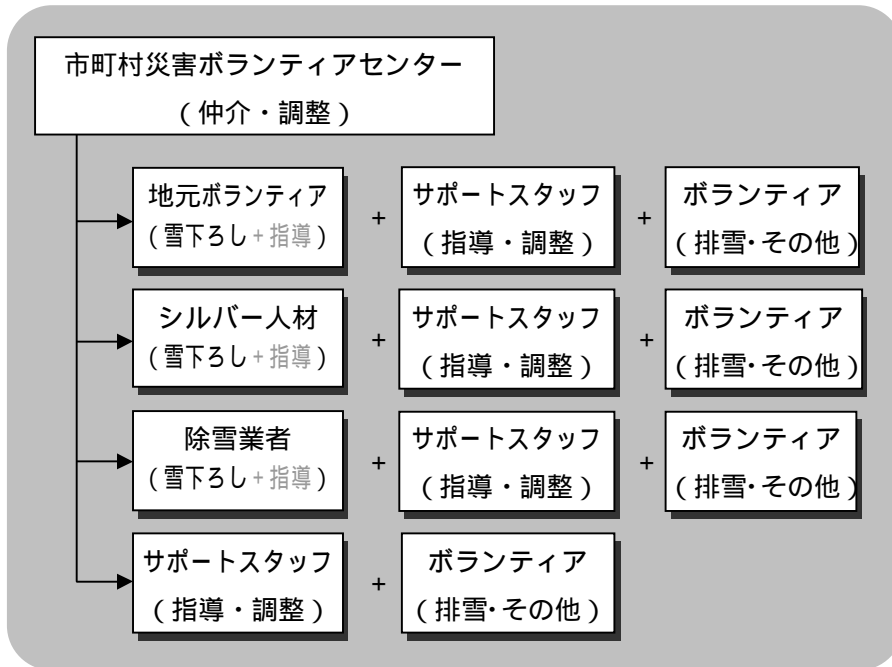 市町村災害ボランティアセンター
（仲介・調整）
地元ボランティア
（雪下ろし+指導）
+
サポートスタッフ
（指導・調整）
+
ボランティア
（排雪･その他）
シルバー人材
（雪下ろし+指導）
+
サポートスタッフ
（指導・調整）
+
ボランティア
（排雪･その他）
除雪業者
（雪下ろし+指導）
+
サポートスタッフ
（指導・調整）
+
ボランティア
（排雪･その他）
サポートスタッフ
（指導・調整）
+
ボランティア
（排雪･その他）